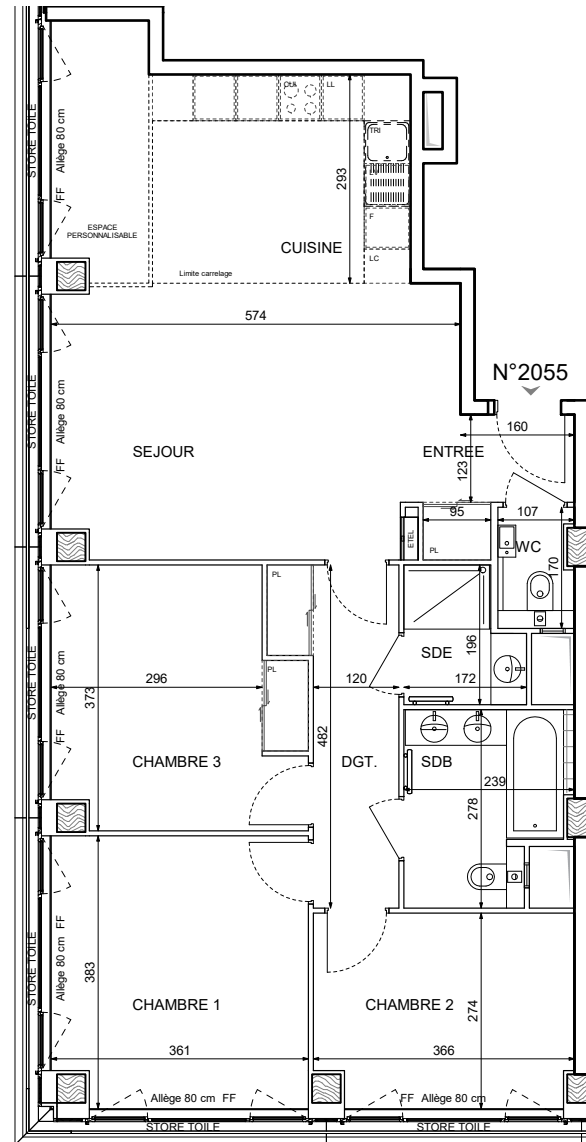 CUI
LL
TRI
LV
F
LC
293
STORE TOILE
Allège 80 cm
FF
ESPACE
PERSONNALISABLE
CUISINE
Limite carrelage
574
N°2055
160
STORE TOILE
Allège 80 cm
FF
SEJOUR
ENTREE
123
95
107
ETEL
PL
WC
170
PL
SDE
196
STORE TOILE
Allège 80 cm
FF
373
296
PL
120
172
482
CHAMBRE 3
DGT.
SDB
239
278
STORE TOILE
Allège 80 cm FF
383
CHAMBRE 1
CHAMBRE 2
274
361
366
Allège 80 cm FF
FF Allège 80 cm
STORE TOILE
STORE TOILE